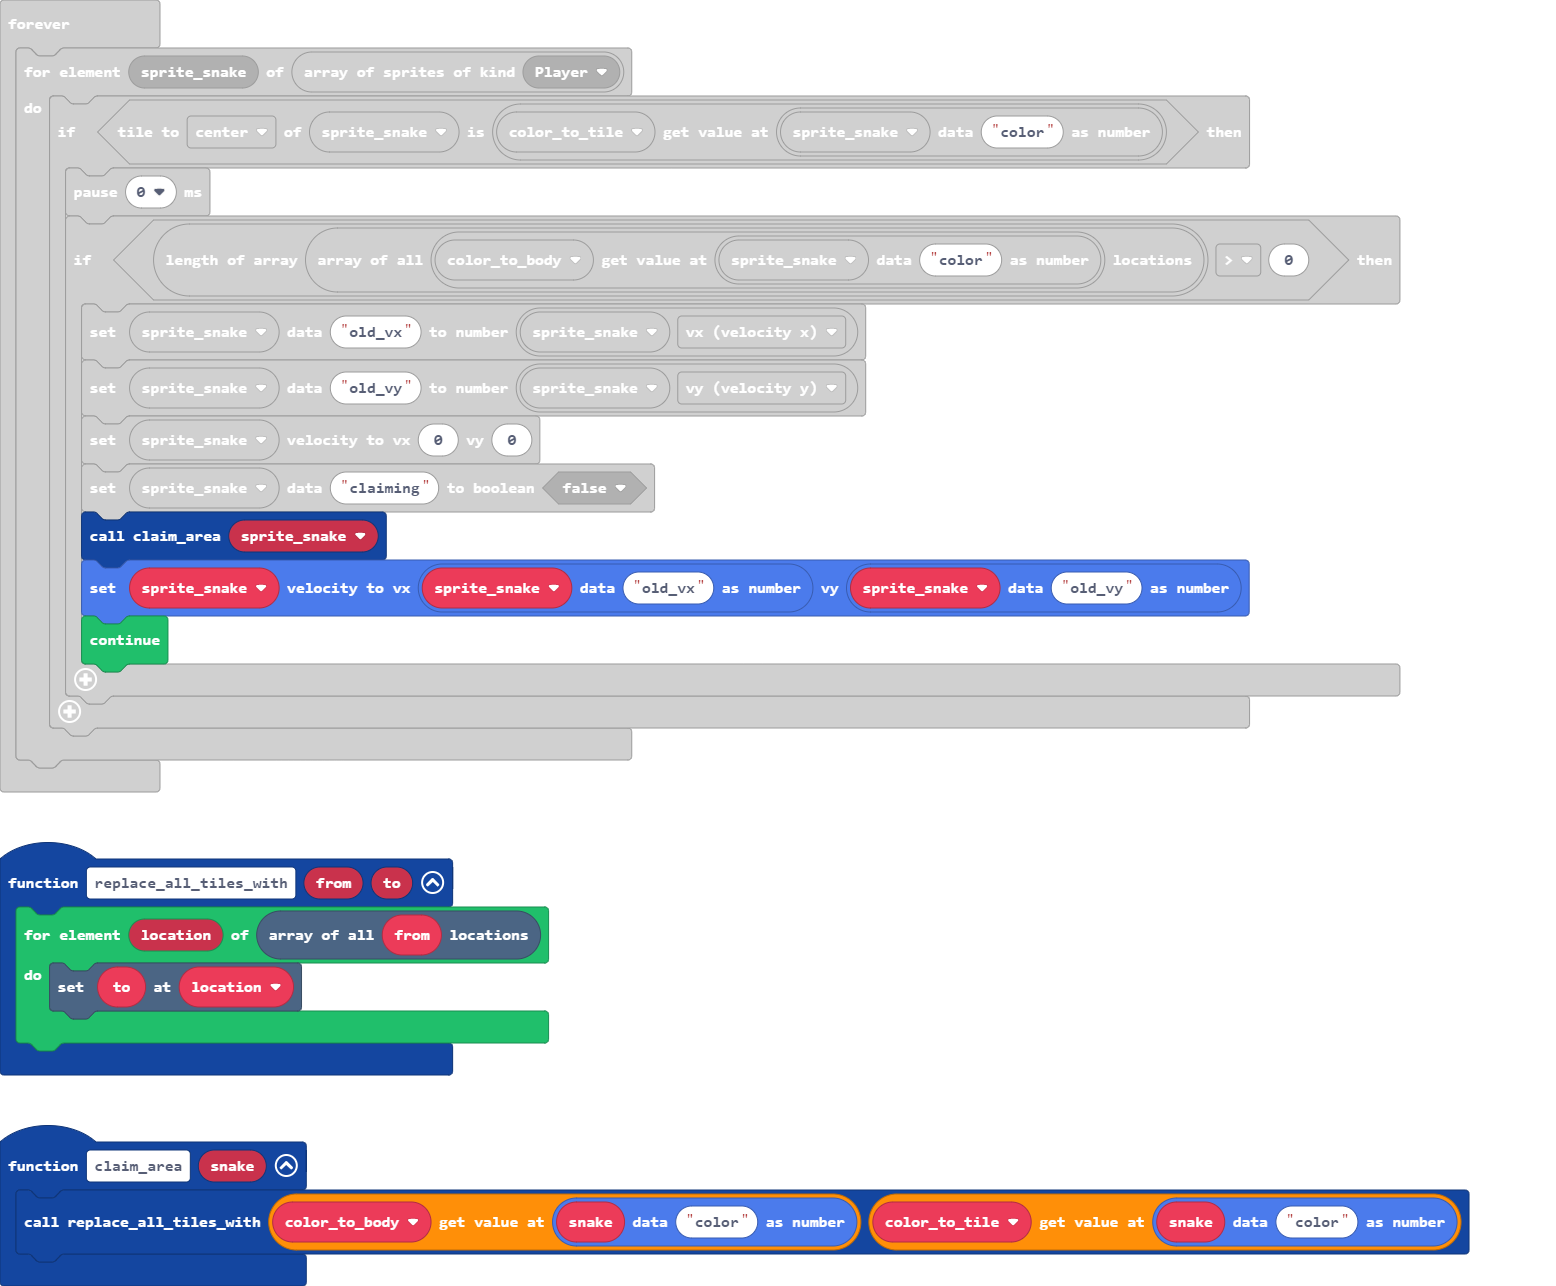 forever
for element sprite_snake of array of sprites of kind Player
do
if tile to center of sprite_snake is color_to_tile get value at sprite_snake data "color" as number then
pause 0 ms
if length of array array of all color_to_body get value at sprite_snake data "color" as number locations > 0 then
set sprite_snake data "old_vx" to number sprite_snake vx (velocity x)
set sprite_snake data "old_vy" to number sprite_snake vy (velocity y)
set sprite_snake velocity to vx 0 vy 0
set sprite_snake data "claiming" to boolean false
call claim_area sprite_snake
set sprite_snake velocity to vx sprite_snake data "old_vx" as number vy sprite_snake data "old_vy" as number
continue
function replace_all_tiles_with from to
for element location of array of all from locations
do
set to at location
function claim_area snake
call replace_all_tiles_with color_to_body get value at snake data "color" as number color_to_tile get value at snake data "color" as number